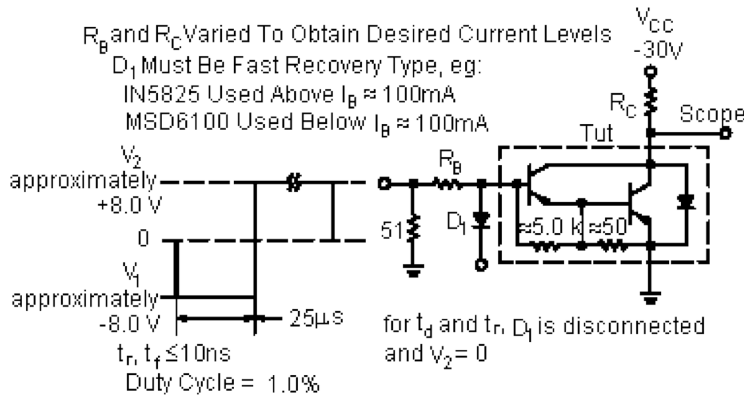 R_B and R_C Varied To Obtain Desired Current Levels
D_1 Must Be Fast Recovery Type, eg:
IN5825 Used Above I_B ≈ 100mA
MSD6100 Used Below I_B ≈ 100mA
V_CC
-30V
R_C
Scope
Tut
V_2
approximately
+8.0 V
0
V_1
approximately
-8.0 V
R_B
51
D_1
≈5.0 k
≈50
25µs
for t_d and t_r, D_1 is disconnected
and V_2 = 0
t_r, t_f ≤10ns
Duty Cycle = 1.0%